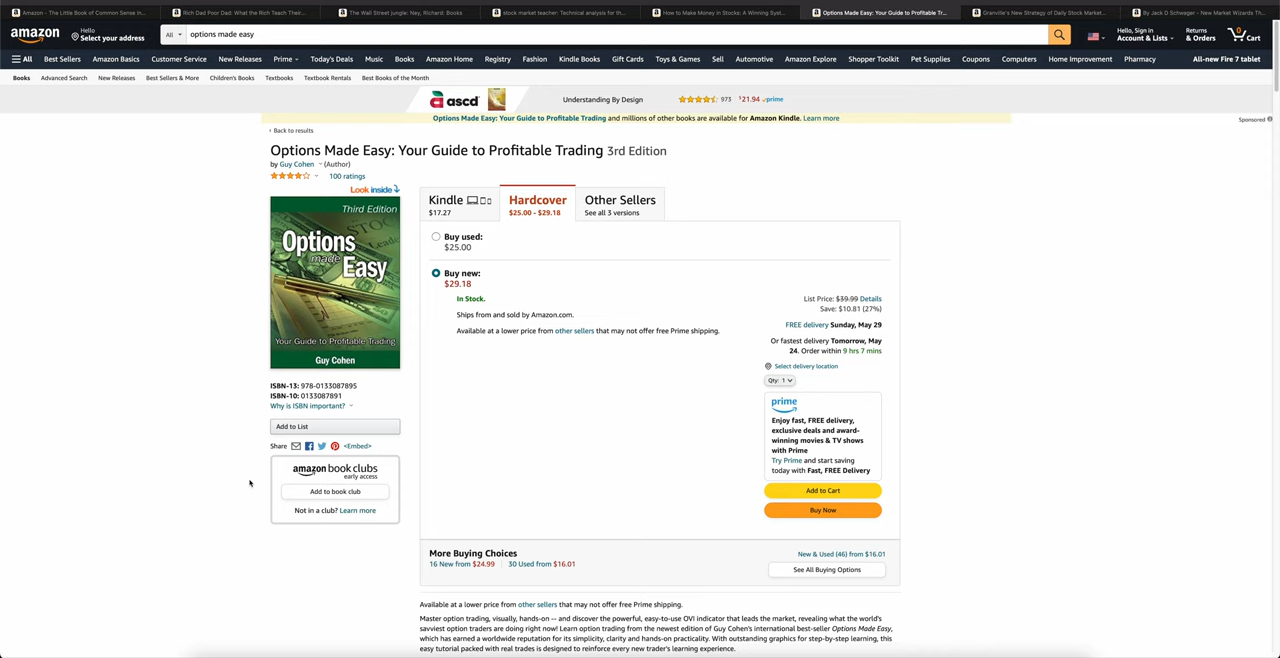 Amazon - The Little Book of Common Sense In...
Rich Dad Poor Dad: What the Rich Teach Their...
The Wall Street Jungle: Ney, Richard: Books
stock market teacher: Technical analysis for th...
How to Make Money in Stocks: A Winning Syst...
Options Made Easy: Your Guide to Profitable Tr...
Granville's New Strategy of Daily Stock Market...
By Jack D Schwager - New Market Wizards Th...
amazon
Hello
Select your address
All
options made easy
Hello, Sign in
Account & Lists
Returns
& Orders
0
Cart
All
Best Sellers
Amazon Basics
Customer Service
New Releases
Prime
Today's Deals
Music
Books
Amazon Home
Registry
Fashion
Kindle Books
Gift Cards
Toys & Games
Sell
Automotive
Amazon Explore
Shopper Toolkit
Pet Supplies
Coupons
Computers
Home Improvement
Pharmacy
All-new Fire 7 tablet
Books
Advanced Search
New Releases
Best Sellers & More
Children's Books
Textbooks
Textbook Rentals
Best Books of the Month
ascd
Understanding By Design
973
$21.94
prime
Options Made Easy: Your Guide to Profitable Trading and millions of other books are available for Amazon Kindle. Learn more
Sponsored
‹ Back to results
Options Made Easy: Your Guide to Profitable Trading 3rd Edition
by Guy Cohen (Author)
100 ratings
Look inside
Third Edition
Options
made
Easy
Your Guide to Profitable Trading
Guy Cohen
ISBN-13: 978-0133087895
ISBN-10: 0133087891
Why is ISBN important?
Add to List
Share
<Embed>
amazon book clubs
early access
Add to book club
Not in a club? Learn more
Kindle
$17.27
Hardcover
$25.00 - $29.18
Other Sellers
See all 3 versions
Buy used:
$25.00
Buy new:
$29.18
In Stock.
Ships from and sold by Amazon.com.
Available at a lower price from other sellers that may not offer free Prime shipping.
List Price: $39.99 Details
Save: $10.81 (27%)
FREE delivery Sunday, May 29
Or fastest delivery Tomorrow, May
24. Order within 9 hrs 7 mins
Select delivery location
Qty: 1
prime
Enjoy fast, FREE delivery,
exclusive deals and award-
winning movies & TV shows
with Prime
Try Prime and start saving
today with Fast, FREE Delivery
Add to Cart
Buy Now
More Buying Choices
16 New from $24.99
30 Used from $16.01
New & Used (46) from $16.01
See All Buying Options
Available at a lower price from other sellers that may not offer free Prime shipping.
Master option trading, visually, hands-on -- and discover the powerful, easy-to-use OVI indicator that leads the market, revealing what the world's
savviest option traders are doing right now! Learn option trading from the newest edition of Guy Cohen's international best-seller Options Made Easy,
which has earned a worldwide reputation for its simplicity, clarity and hands-on practicality. With outstanding graphics for step-by-step learning, this
easy tutorial packed with real trades is designed to reinforce every new trader's learning experience.